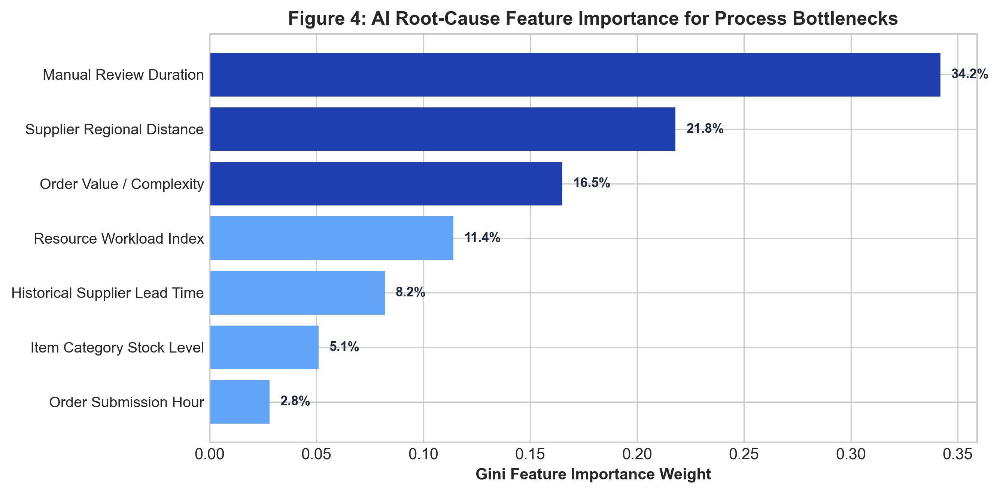 Figure 4: AI Root-Cause Feature Importance for Process Bottlenecks
Manual Review Duration 34.2%
Supplier Regional Distance 21.8%
Order Value / Complexity 16.5%
Resource Workload Index 11.4%
Historical Supplier Lead Time 8.2%
Item Category Stock Level 5.1%
Order Submission Hour 2.8%
0.00 0.05 0.10 0.15 0.20 0.25 0.30 0.35
Gini Feature Importance Weight